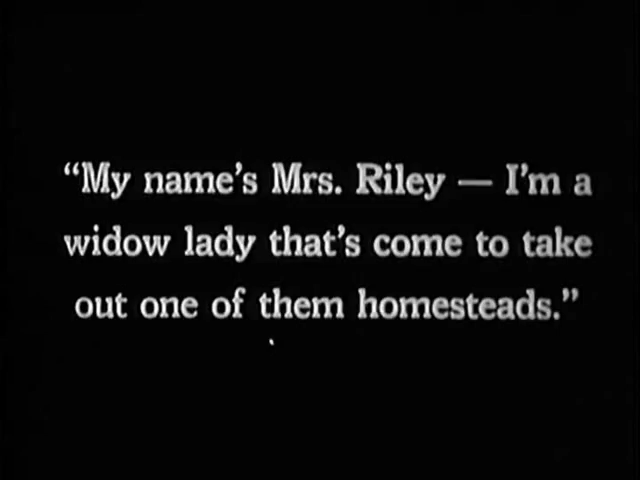 “My name’s Mrs. Riley — I’m a
widow lady that’s come to take
out one of them homesteads.”